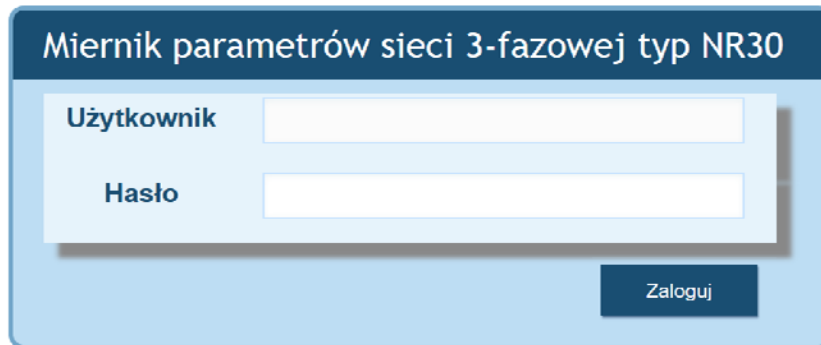 Miernik parametrów sieci 3-fazowej typ NR30
Użytkownik
Hasło
Zaloguj